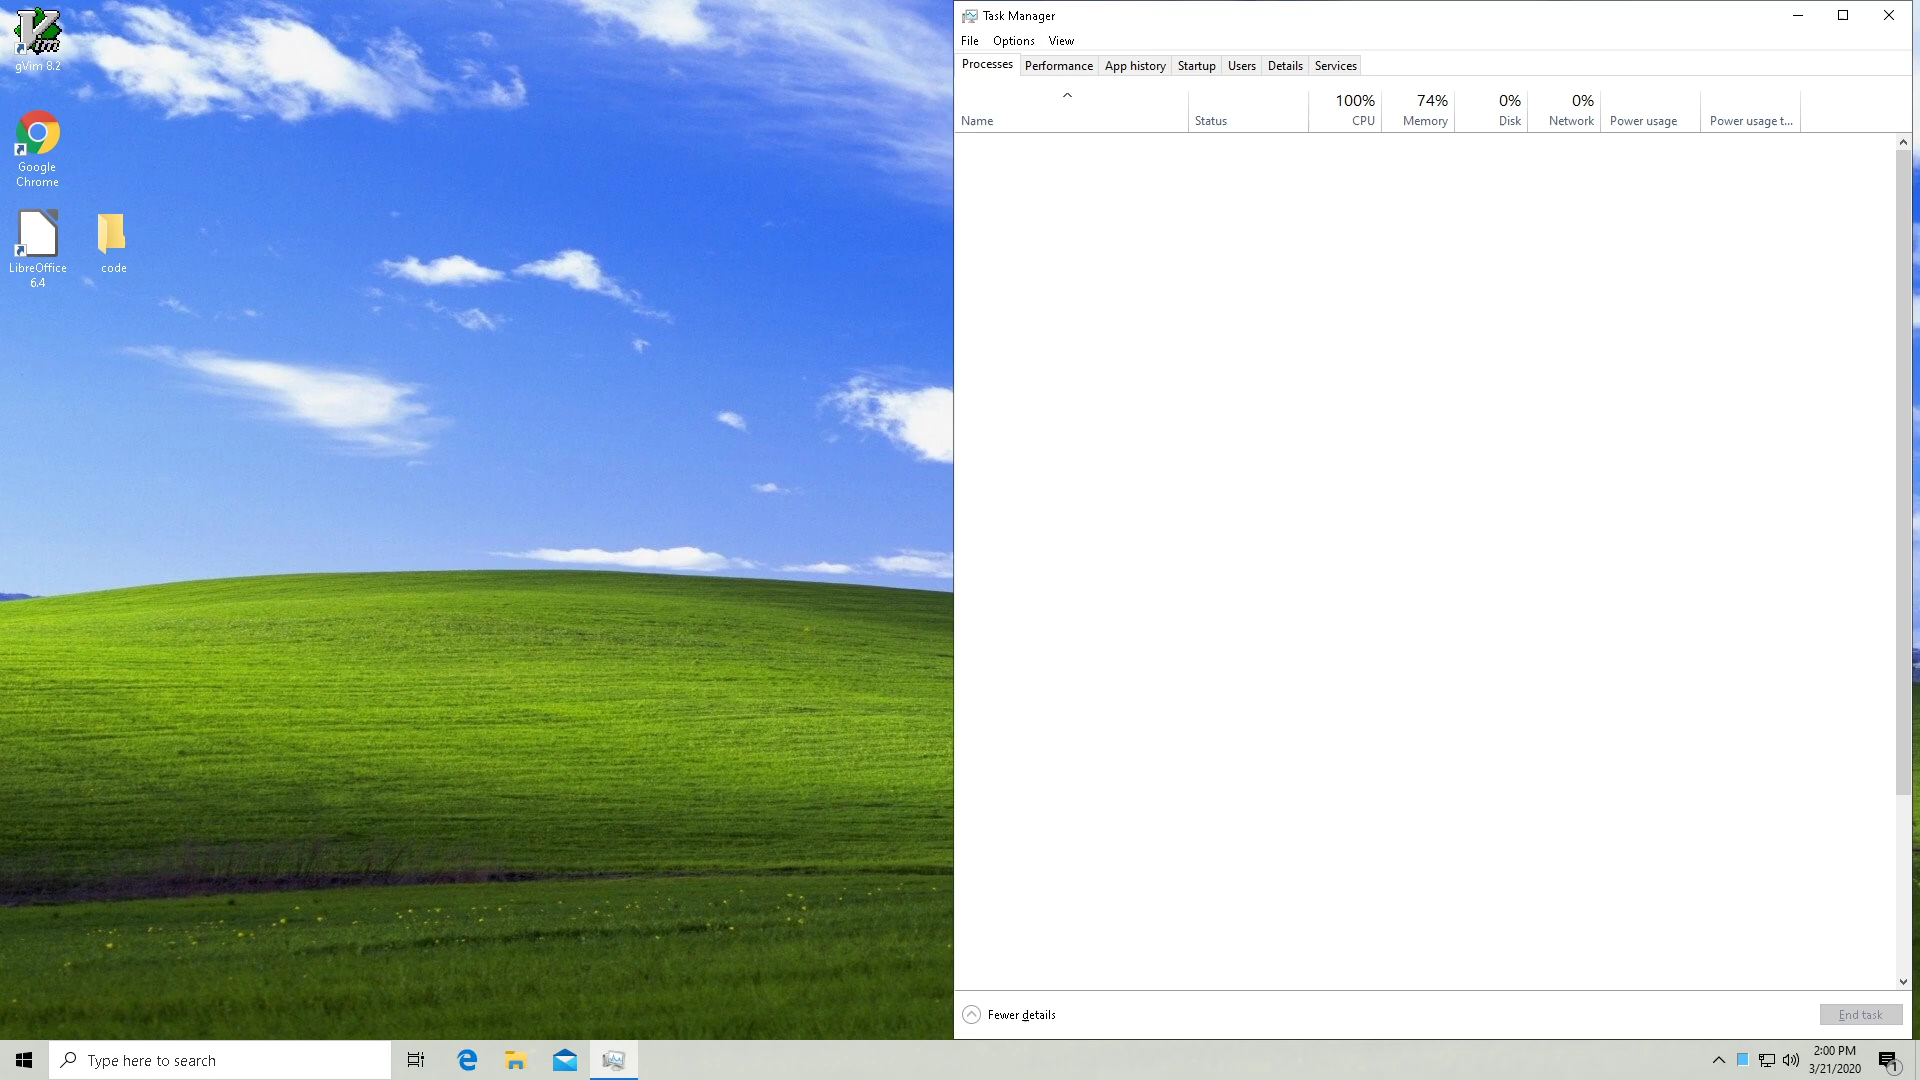 gVim 8.2
Google
Chrome
LibreOffice
6.4
code
Task Manager
File Options View
Processes Performance App history Startup Users Details Services
100% 74% 0% 0%
Name Status CPU Memory Disk Network Power usage Power usage t...
Fewer details
End task
Type here to search
2:00 PM
3/21/2020
1